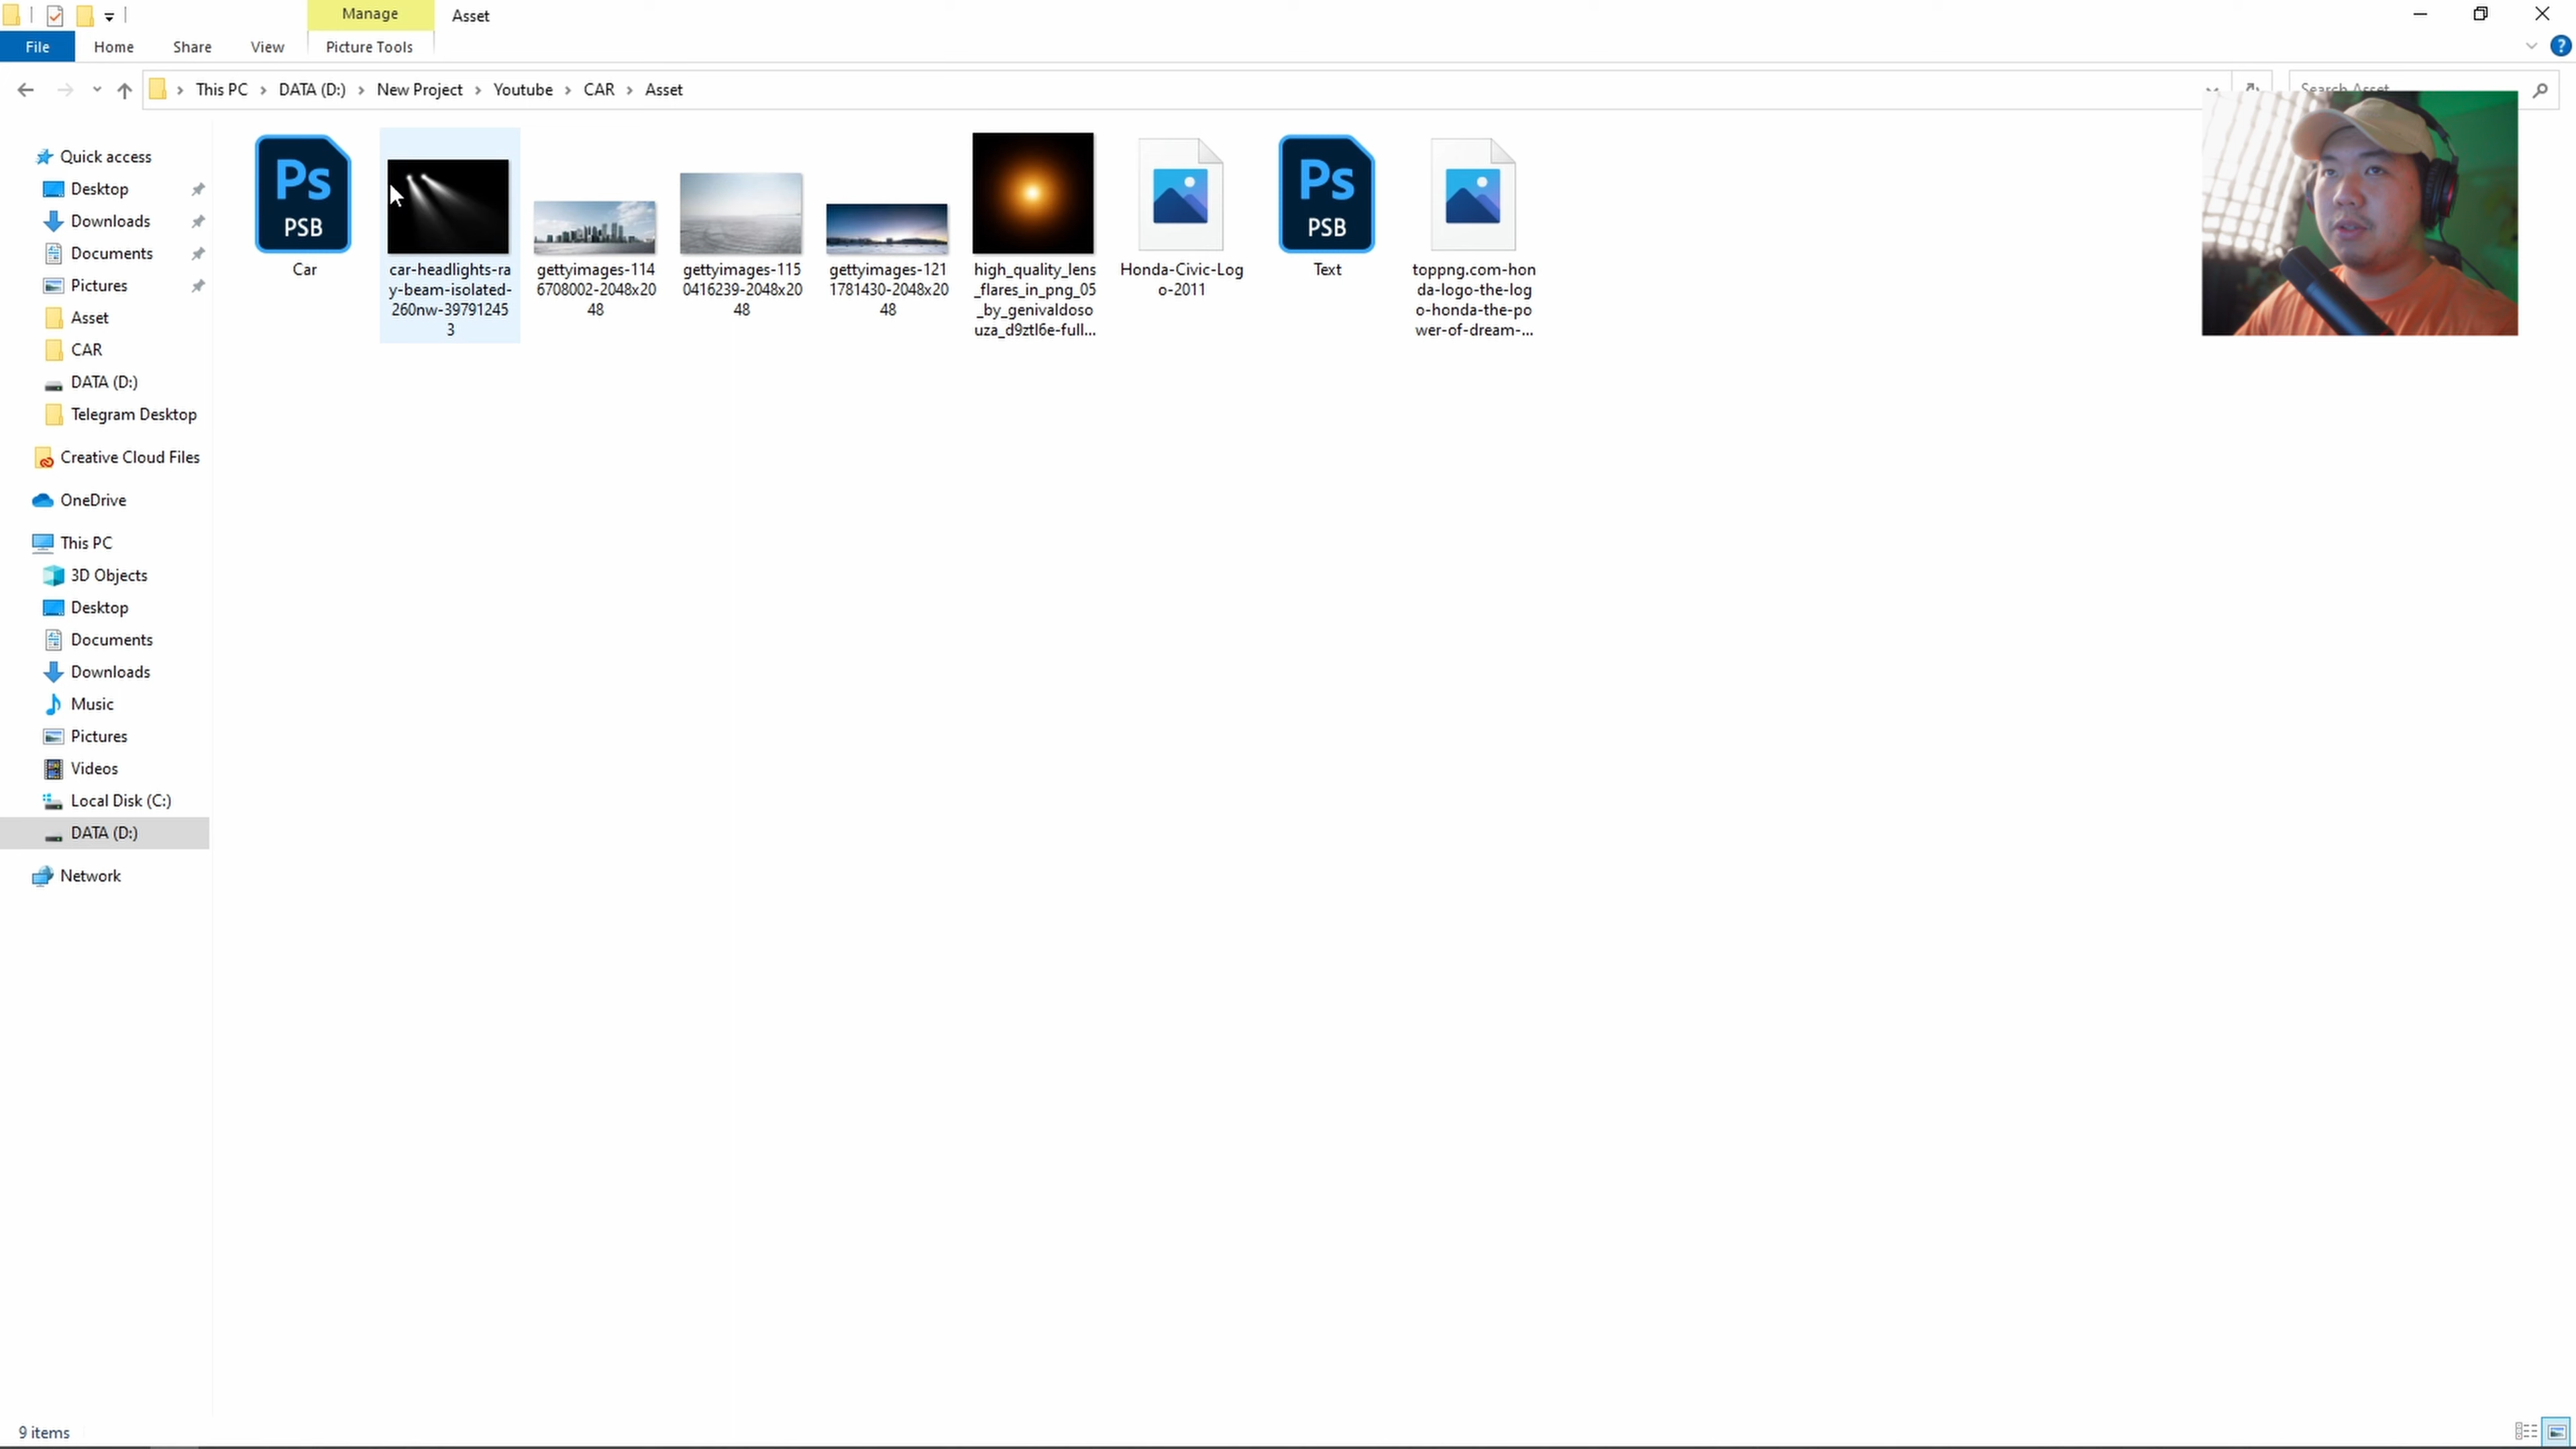 Manage
Asset
File
Home
Share
View
Picture Tools
This PC
DATA (D:)
New Project
Youtube
CAR
Asset
Search Asset
Quick access
Desktop
Downloads
Documents
Pictures
Asset
CAR
DATA (D:)
Telegram Desktop
Creative Cloud Files
OneDrive
This PC
3D Objects
Desktop
Documents
Downloads
Music
Pictures
Videos
Local Disk (C:)
DATA (D:)
Network
Ps
PSB
Car
car-headlights-ra
y-beam-isolated-
260nw-39791245
3
gettyimages-114
6708002-2048x20
48
gettyimages-115
0416239-2048x20
48
gettyimages-121
1781430-2048x20
48
high_quality_lens
_flares_in_png_05
_by_genivaldoso
uza_d9ztl6e-full...
Honda-Civic-Log
o-2011
Ps
PSB
Text
toppng.com-hon
da-logo-the-log
o-honda-the-po
wer-of-dream-...
9 items